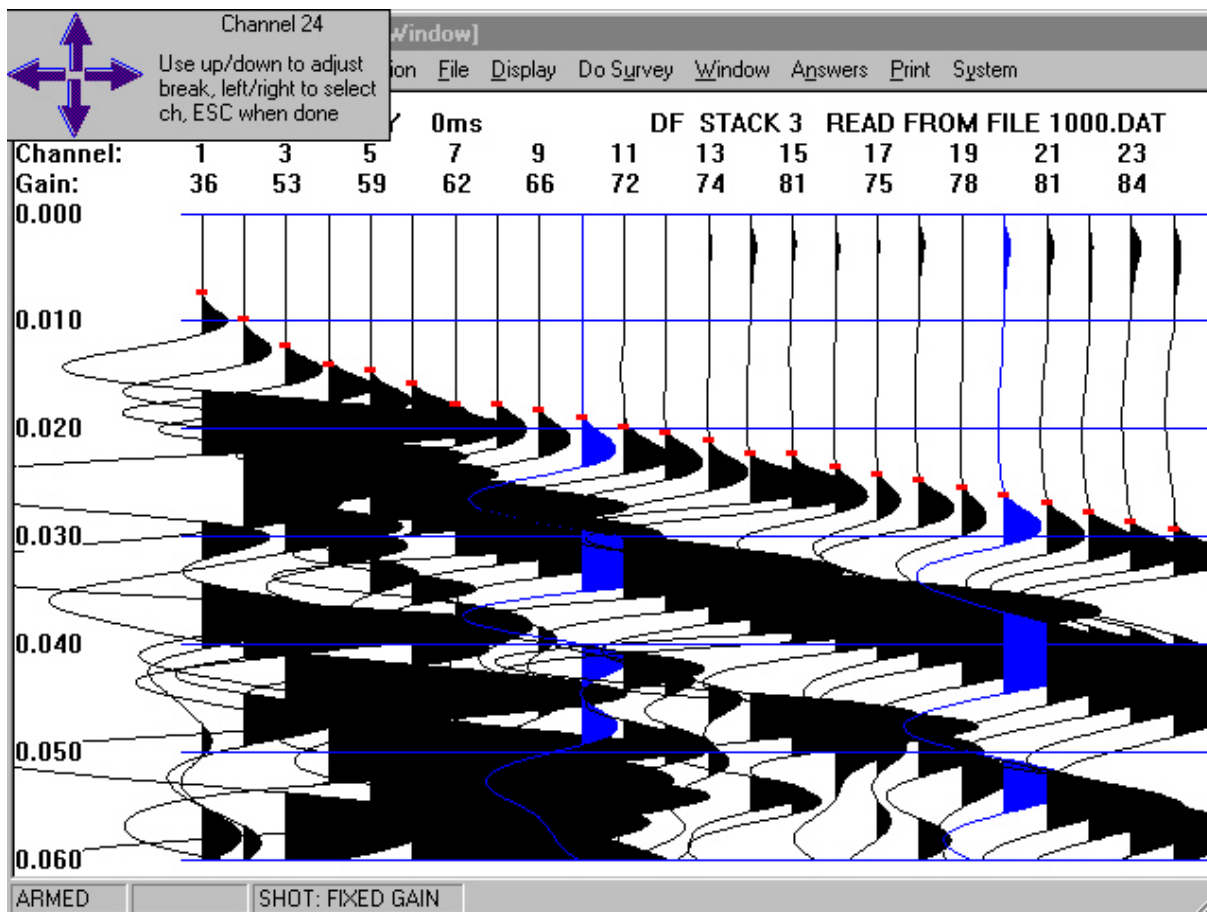 Channel 24
Use up/down to adjust
break, left/right to select
ch, ESC when done
Window]
ion File Display Do Survey Window Answers Print System
Y 0ms DF STACK 3 READ FROM FILE 1000.DAT
Channel: 1 3 5 7 9 11 13 15 17 19 21 23
Gain: 36 53 59 62 66 72 74 81 75 78 81 84
0.000
0.010
0.020
0.030
0.040
0.050
0.060
ARMED SHOT: FIXED GAIN